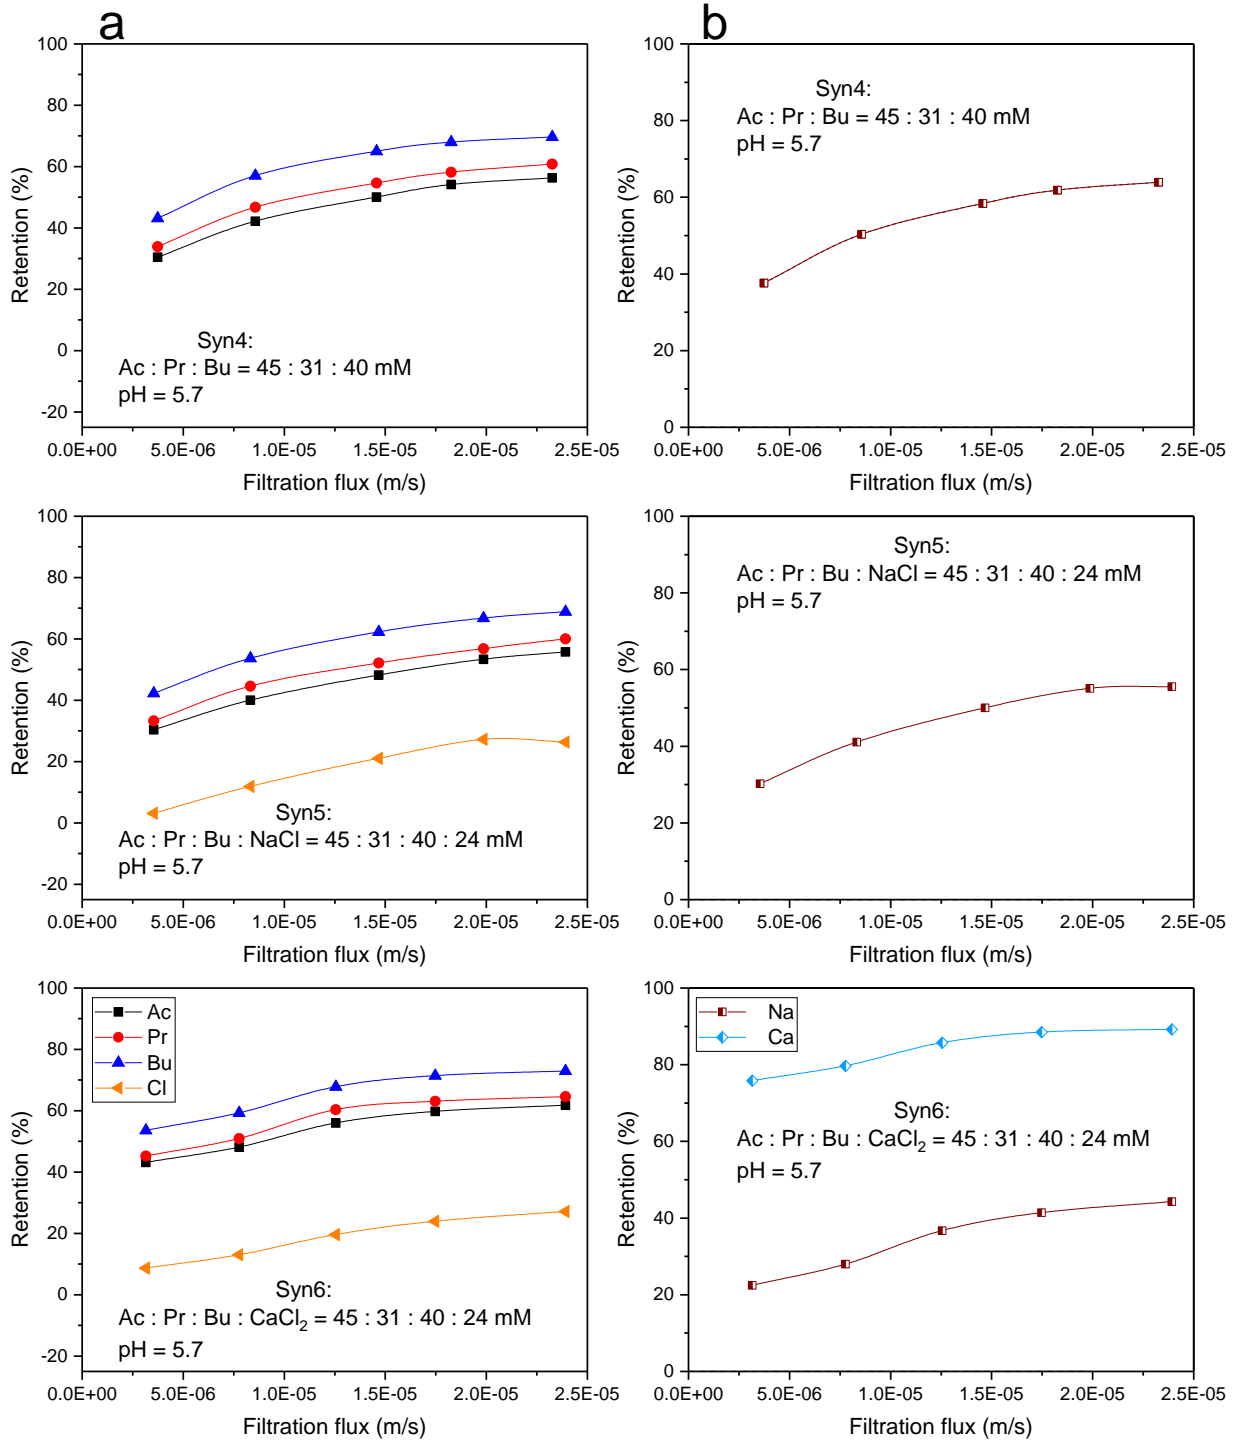 a
b
100
80
60
40
20
0
-20
Retention (%)
Syn4:
Ac : Pr : Bu = 45 : 31 : 40 mM
pH = 5.7
0.0E+00 5.0E-06 1.0E-05 1.5E-05 2.0E-05 2.5E-05
Filtration flux (m/s)
100
80
60
40
20
0
Retention (%)
Syn4:
Ac : Pr : Bu = 45 : 31 : 40 mM
pH = 5.7
0.0E+00 5.0E-06 1.0E-05 1.5E-05 2.0E-05 2.5E-05
Filtration flux (m/s)
100
80
60
40
20
0
-20
Retention (%)
Syn5:
Ac : Pr : Bu : NaCl = 45 : 31 : 40 : 24 mM
pH = 5.7
0.0E+00 5.0E-06 1.0E-05 1.5E-05 2.0E-05 2.5E-05
Filtration flux (m/s)
100
80
60
40
20
0
Retention (%)
Syn5:
Ac : Pr : Bu : NaCl = 45 : 31 : 40 : 24 mM
pH = 5.7
0.0E+00 5.0E-06 1.0E-05 1.5E-05 2.0E-05 2.5E-05
Filtration flux (m/s)
100
80
60
40
20
0
-20
Retention (%)
Ac
Pr
Bu
Cl
Syn6:
Ac : Pr : Bu : CaCl₂ = 45 : 31 : 40 : 24 mM
pH = 5.7
0.0E+00 5.0E-06 1.0E-05 1.5E-05 2.0E-05 2.5E-05
Filtration flux (m/s)
100
80
60
40
20
0
Retention (%)
Na
Ca
Syn6:
Ac : Pr : Bu : CaCl₂ = 45 : 31 : 40 : 24 mM
pH = 5.7
0.0E+00 5.0E-06 1.0E-05 1.5E-05 2.0E-05 2.5E-05
Filtration flux (m/s)